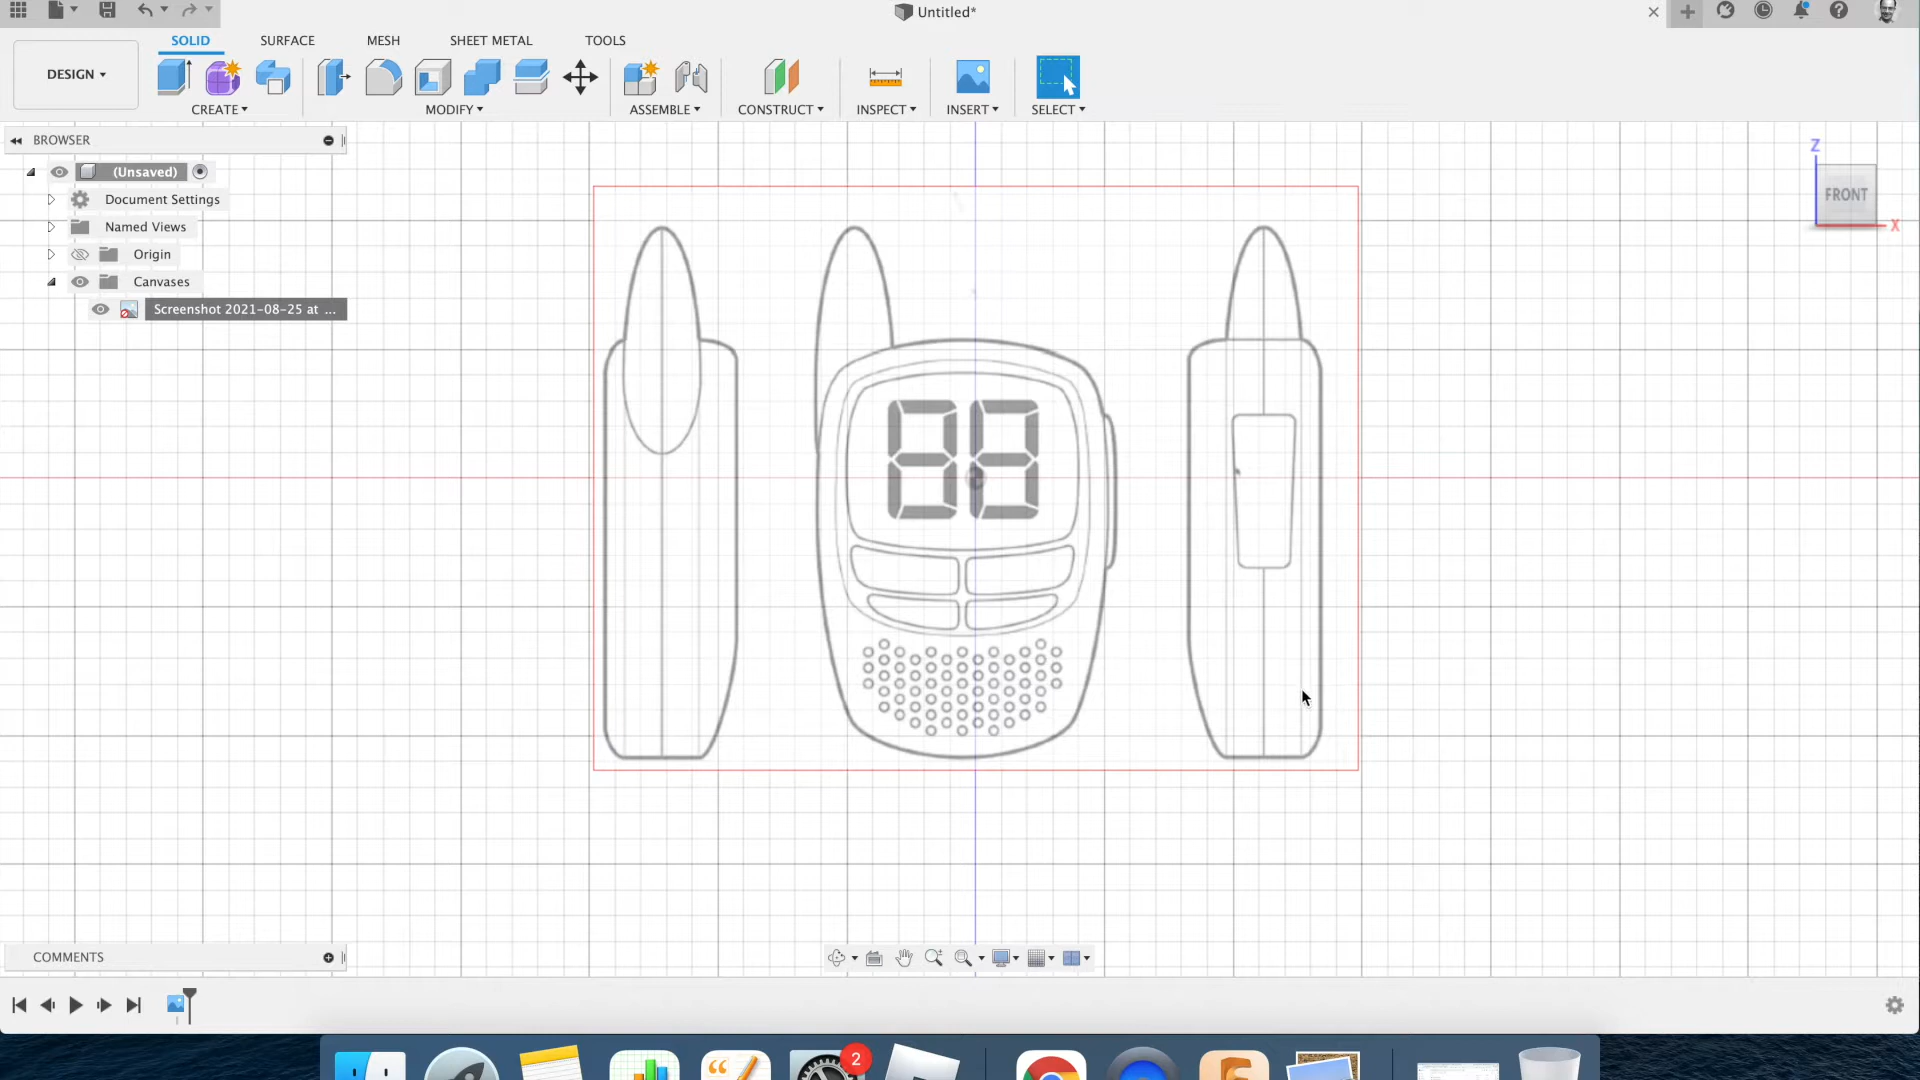 Untitled*
DESIGN
SOLID SURFACE MESH SHEET METAL TOOLS
CREATE MODIFY ASSEMBLE CONSTRUCT INSPECT INSERT SELECT
BROWSER
(Unsaved)
Document Settings
Named Views
Origin
Canvases
Screenshot 2021-08-25 at ...
Z
FRONT
X
88
COMMENTS
2